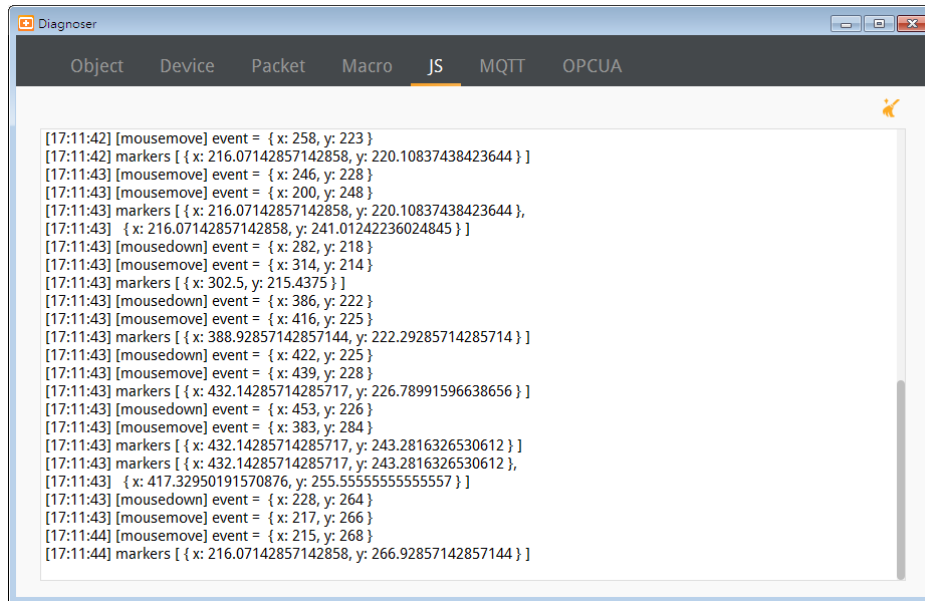 Diagnoser
Object Device Packet Macro JS MQTT OPCUA
[17:11:42] [mousemove] event = { x: 258, y: 223 }
[17:11:42] markers [ { x: 216.07142857142858, y: 220.10837438423644 } ]
[17:11:43] [mousemove] event = { x: 246, y: 228 }
[17:11:43] [mousemove] event = { x: 200, y: 248 }
[17:11:43] markers [ { x: 216.07142857142858, y: 220.10837438423644 },
[17:11:43] { x: 216.07142857142858, y: 241.01242236024845 } ]
[17:11:43] [mousedown] event = { x: 282, y: 218 }
[17:11:43] [mousemove] event = { x: 314, y: 214 }
[17:11:43] markers [ { x: 302.5, y: 215.4375 } ]
[17:11:43] [mousedown] event = { x: 386, y: 222 }
[17:11:43] [mousemove] event = { x: 416, y: 225 }
[17:11:43] markers [ { x: 388.92857142857144, y: 222.29285714285714 } ]
[17:11:43] [mousedown] event = { x: 422, y: 225 }
[17:11:43] [mousemove] event = { x: 439, y: 228 }
[17:11:43] markers [ { x: 432.14285714285717, y: 226.78991596638656 } ]
[17:11:43] [mousedown] event = { x: 453, y: 226 }
[17:11:43] [mousemove] event = { x: 383, y: 284 }
[17:11:43] markers [ { x: 432.14285714285717, y: 243.2816326530612 } ]
[17:11:43] markers [ { x: 432.14285714285717, y: 243.2816326530612 },
[17:11:43] { x: 417.32950191570876, y: 255.55555555555557 } ]
[17:11:43] [mousedown] event = { x: 228, y: 264 }
[17:11:43] [mousemove] event = { x: 217, y: 266 }
[17:11:44] [mousemove] event = { x: 215, y: 268 }
[17:11:44] markers [ { x: 216.07142857142858, y: 266.92857142857144 } ]